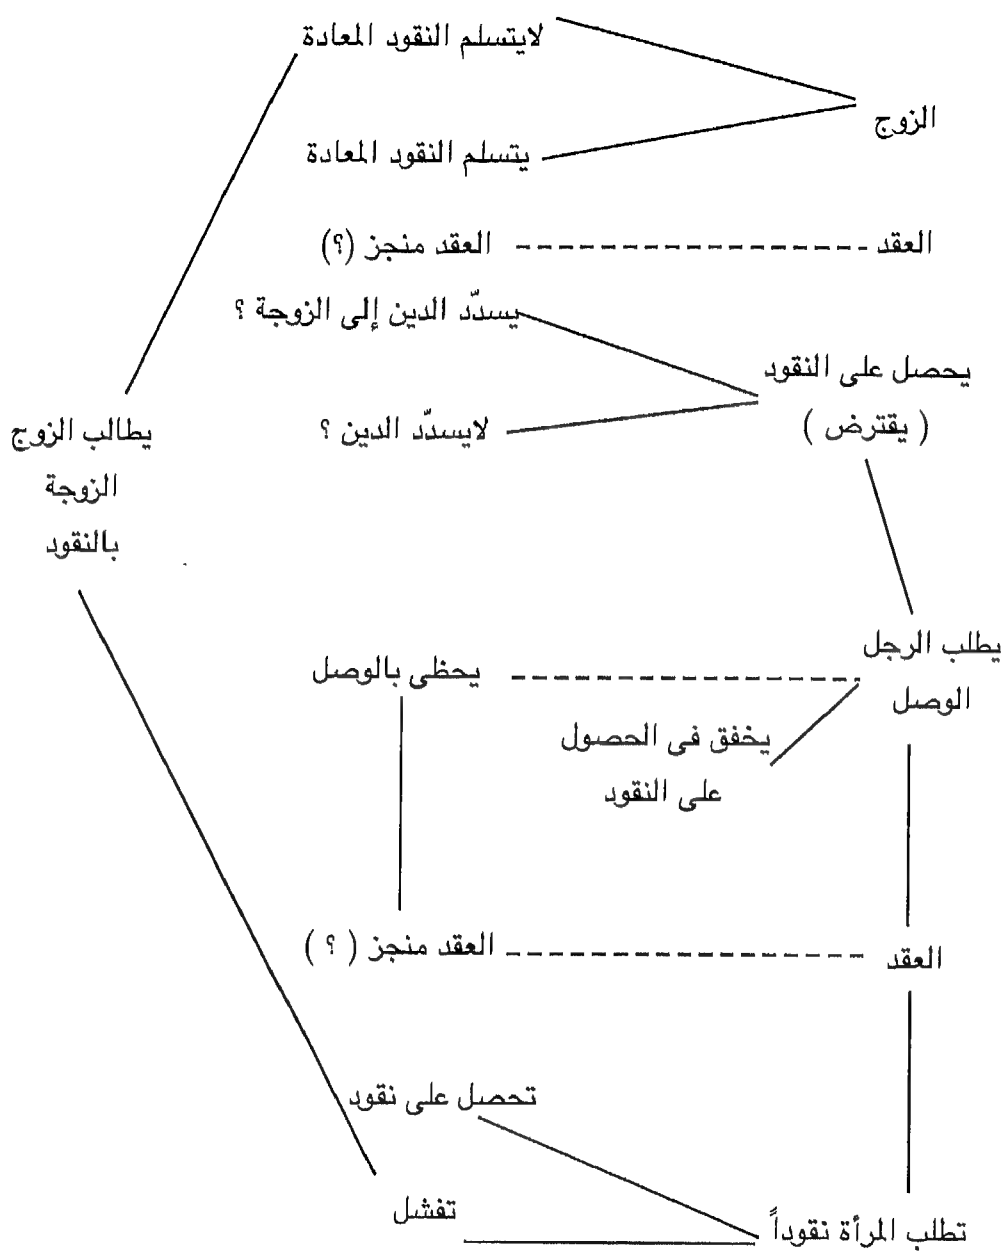 لايتسلم النقود المعادة
الزوج
يتسلم النقود المعادة
العقد
العقد منجز (؟)
يسدّد الدين إلى الزوجة ؟
يحصل على النقود
( يقترض )
لايسدّد الدين ؟
يطالب الزوج
الزوجة
بالنقود
يطلب الرجل
الوصل
يحظى بالوصل
يخفق فى الحصول
على النقود
العقد
العقد منجز ( ؟ )
تحصل على نقود
تطلب المرأة نقوداً
تفشل